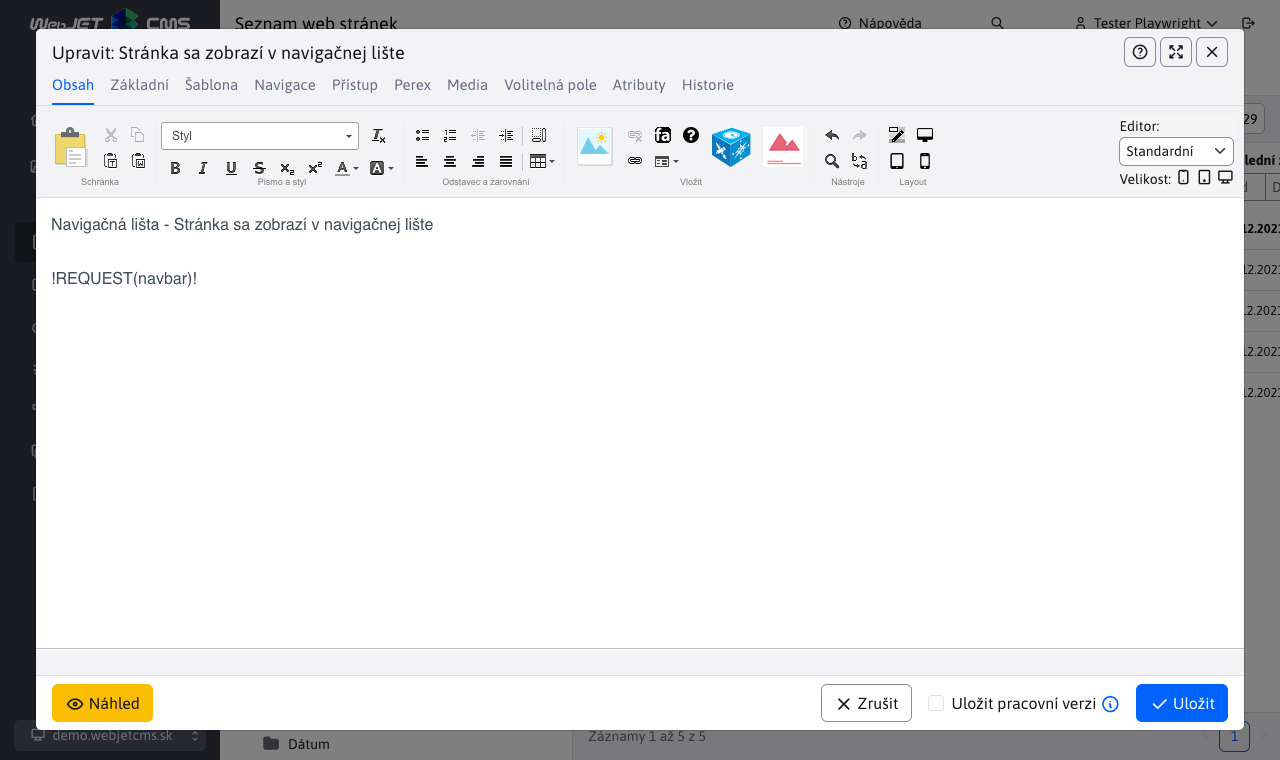 WebJET CMS
Seznam web stránek
Nápověda
Tester Playwright
Upravit: Stránka sa zobrazí v navigačnej lište
Obsah Základní Šablona Navigace Přístup Perex Media Volitelná pole Atributy Historie
Styl
Schránka
Písmo a styl
Odstavec a zarovnání
Vložit
Nástroje
Layout
Editor:
Standardní
Velikost:
Navigačná lišta - Stránka sa zobrazí v navigačnej lište
!REQUEST(navbar)!
29
12.2021
12.2021
12.2021
12.2021
12.2021
Náhled
Zrušit
Uložit pracovní verzi
Uložit
demo.webjetcms.sk
Dátum
Záznamy 1 až 5 z 5
1